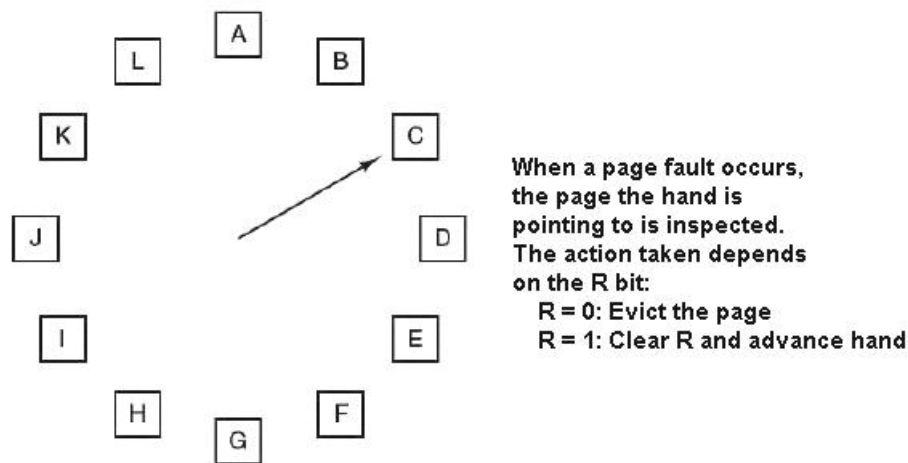 A
L
B
K
C
When a page fault occurs,
the page the hand is
pointing to is inspected.
The action taken depends
on the R bit:
R = 0: Evict the page
R = 1: Clear R and advance hand
J
D
I
E
H
F
G